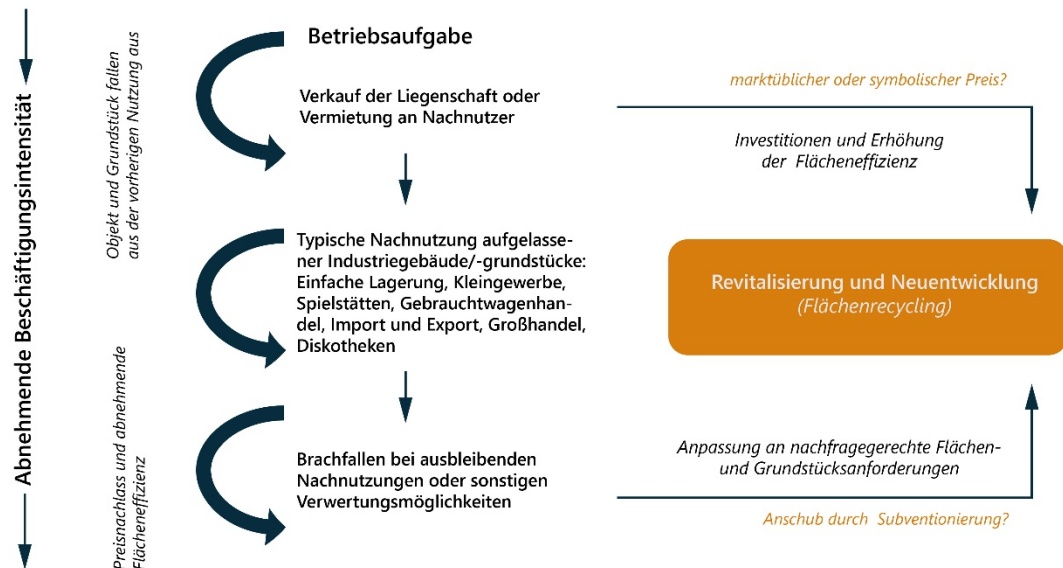 Abnehmende Beschäftigungsintensität
Objekt und Grundstück fallen
aus der vorherigen Nutzung aus
Preisnachlass und abnehmende
Flächeneffizienz
Betriebsaufgabe
Verkauf der Liegenschaft oder
Vermietung an Nachnutzer
Typische Nachnutzung aufgelasse-
ner Industriegebäude/-grundstücke:
Einfache Lagerung, Kleingewerbe,
Spielstätten, Gebrauchtwagenhan-
del, Import und Export, Großhandel,
Diskotheken
Brachfallen bei ausbleibenden
Nachnutzungen oder sonstigen
Verwertungsmöglichkeiten
marktüblicher oder symbolischer Preis?
Investitionen und Erhöhung
der Flächeneffizienz
Revitalisierung und Neuentwicklung
(Flächenrecycling)
Anpassung an nachfragegerechte Flächen-
und Grundstücksanforderungen
Anschub durch Subventionierung?